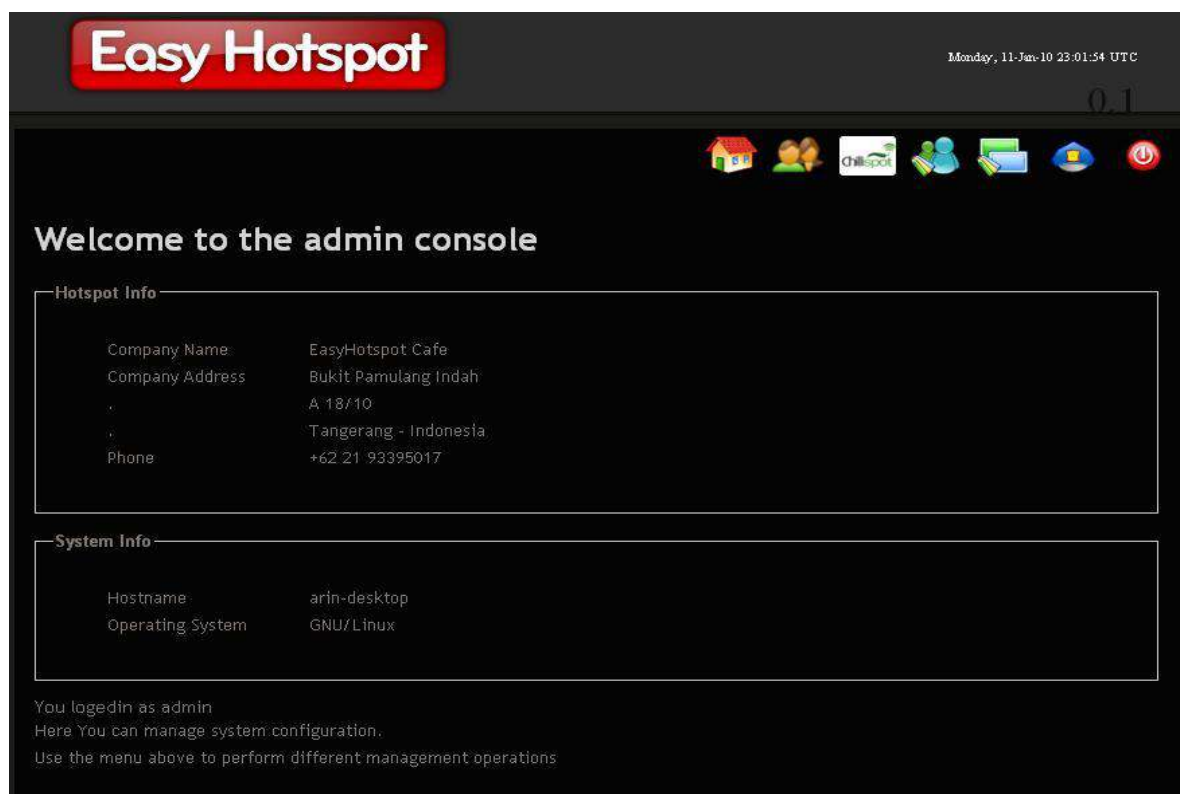 Easy Hotspot
Monday, 11-Jan-10 23:01:54 UTC
0.1
chillispot
Welcome to the admin console
Hotspot Info
Company Name EasyHotspot Cafe
Company Address Bukit Pamulang Indah
. A 18/10
. Tangerang - Indonesia
Phone +62 21 93395017
System Info
Hostname arin-desktop
Operating System GNU/Linux
You logedin as admin
Here You can manage system configuration.
Use the menu above to perform different management operations